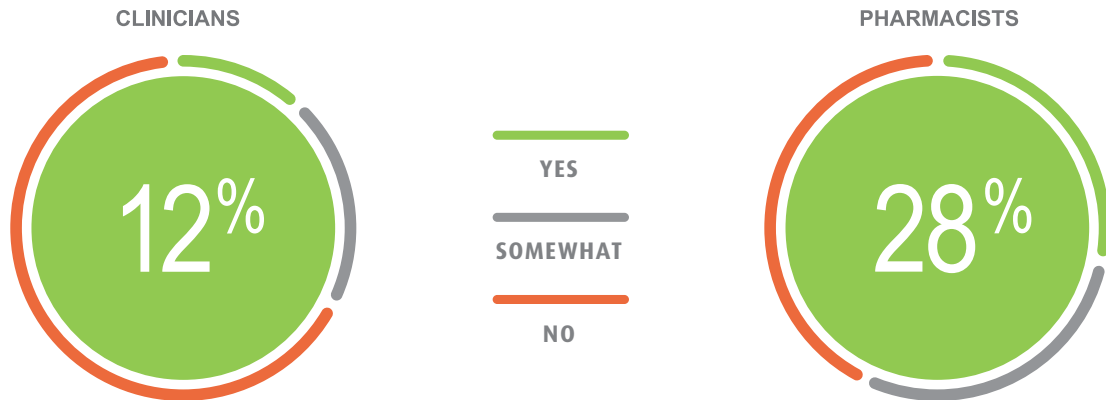 CLINICIANS
12%
YES
SOMEWHAT
NO
PHARMACISTS
28%